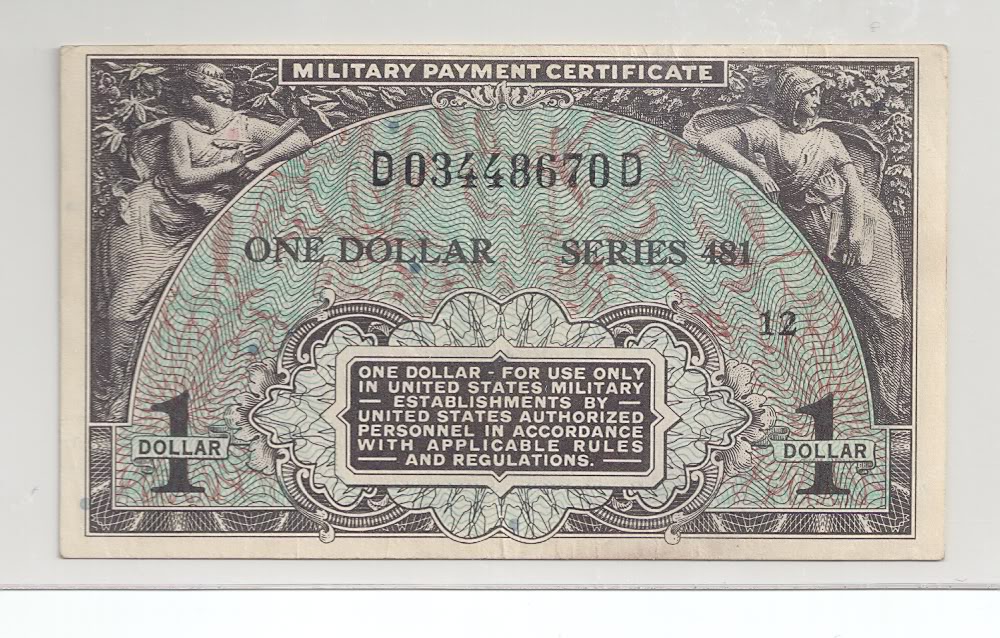 MILITARY PAYMENT CERTIFICATE
D03448670D
ONE DOLLAR SERIES 481
12
ONE DOLLAR - FOR USE ONLY
IN UNITED STATES MILITARY
— ESTABLISHMENTS BY —
UNITED STATES AUTHORIZED
PERSONNEL IN ACCORDANCE
WITH APPLICABLE RULES
— AND REGULATIONS. —
1 DOLLAR
1 DOLLAR